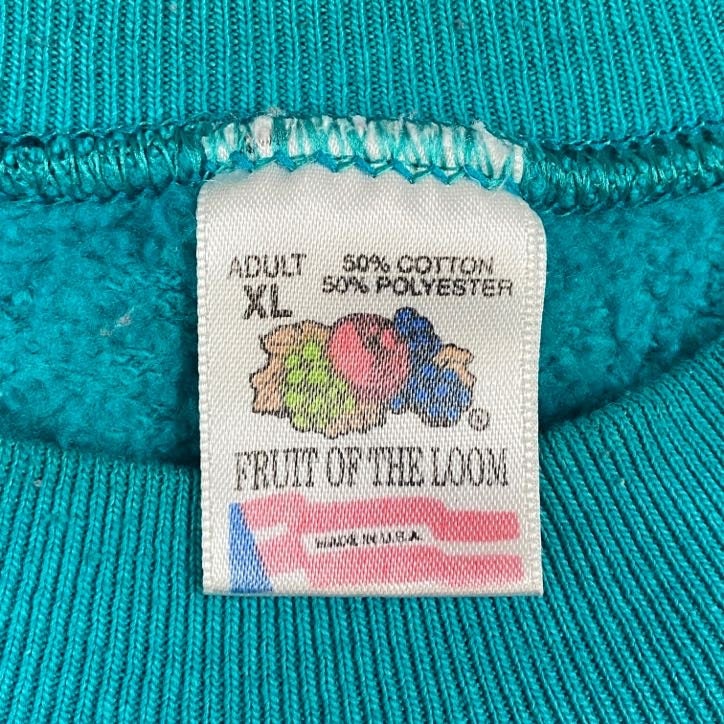 ADULT
XL
50% COTTON
50% POLYESTER
®
FRUIT OF THE LOOM
MADE IN U.S.A.